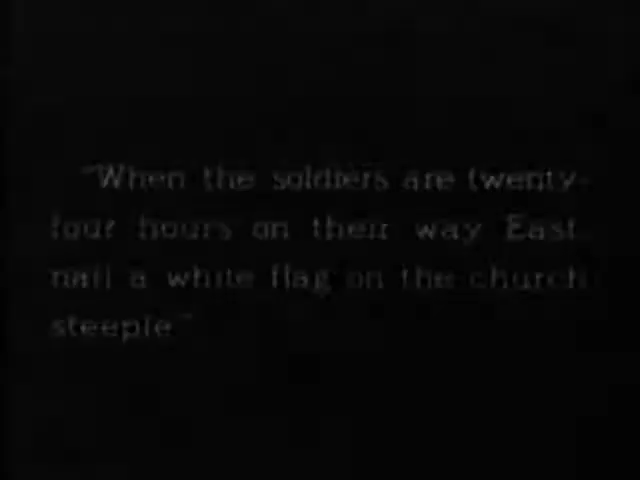 "When the soldiers are twenty-
four hours on their way East
nail a white flag on the church
steeple"